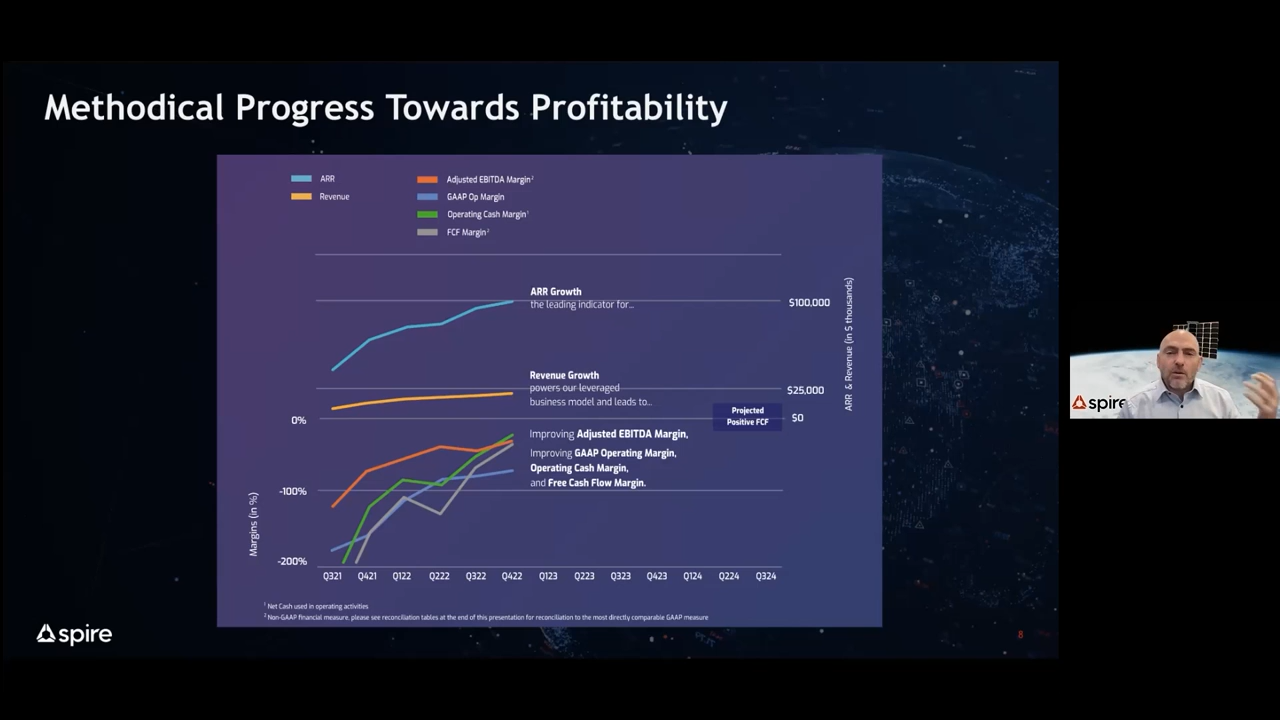 Methodical Progress Towards Profitability
ARR
Revenue
Adjusted EBITDA Margin²
GAAP Op Margin
Operating Cash Margin¹
FCF Margin²
ARR Growth
the leading indicator for...
$100,000
Revenue Growth
powers our leveraged
business model and leads to...
$25,000
Projected
Positive FCF
$0
ARR & Revenue (in $ thousands)
0%
-100%
-200%
Margins (in %)
Improving Adjusted EBITDA Margin,
Improving GAAP Operating Margin,
Operating Cash Margin,
and Free Cash Flow Margin.
Q321 Q421 Q122 Q222 Q322 Q422 Q123 Q223 Q323 Q423 Q124 Q224 Q324
¹ Net Cash used in operating activities
² Non-GAAP financial measure, please see reconciliation tables at the end of this presentation for reconciliation to the most directly comparable GAAP measure
spire
8
spire